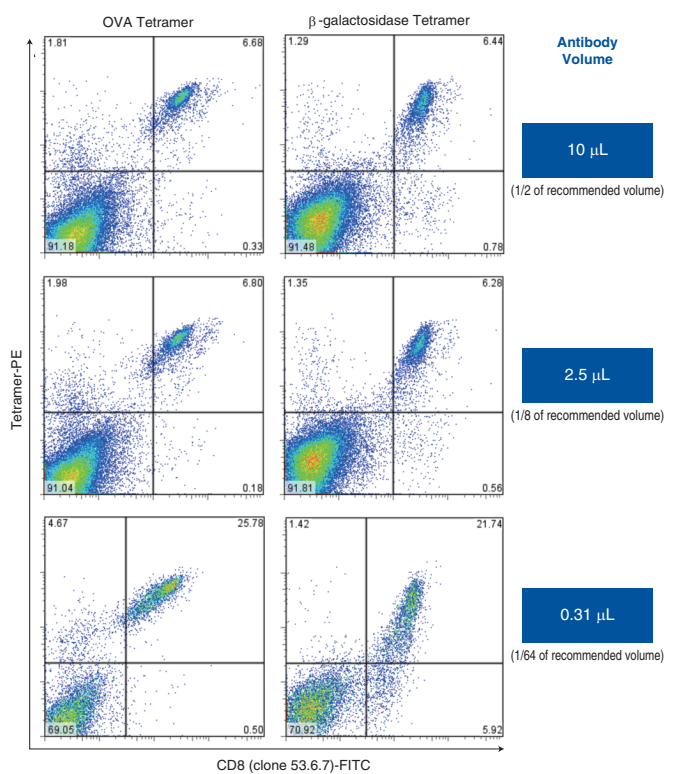 OVA Tetramer
β-galactosidase Tetramer
Antibody
Volume
1.81
6.68
91.18
0.33
1.29
6.44
91.48
0.78
10 μL
(1/2 of recommended volume)
1.98
6.80
91.04
0.18
1.35
6.28
91.81
0.56
2.5 μL
(1/8 of recommended volume)
4.67
25.78
69.05
0.50
1.42
21.74
70.92
5.92
0.31 μL
(1/64 of recommended volume)
Tetramer-PE
CD8 (clone 53.6.7)-FITC